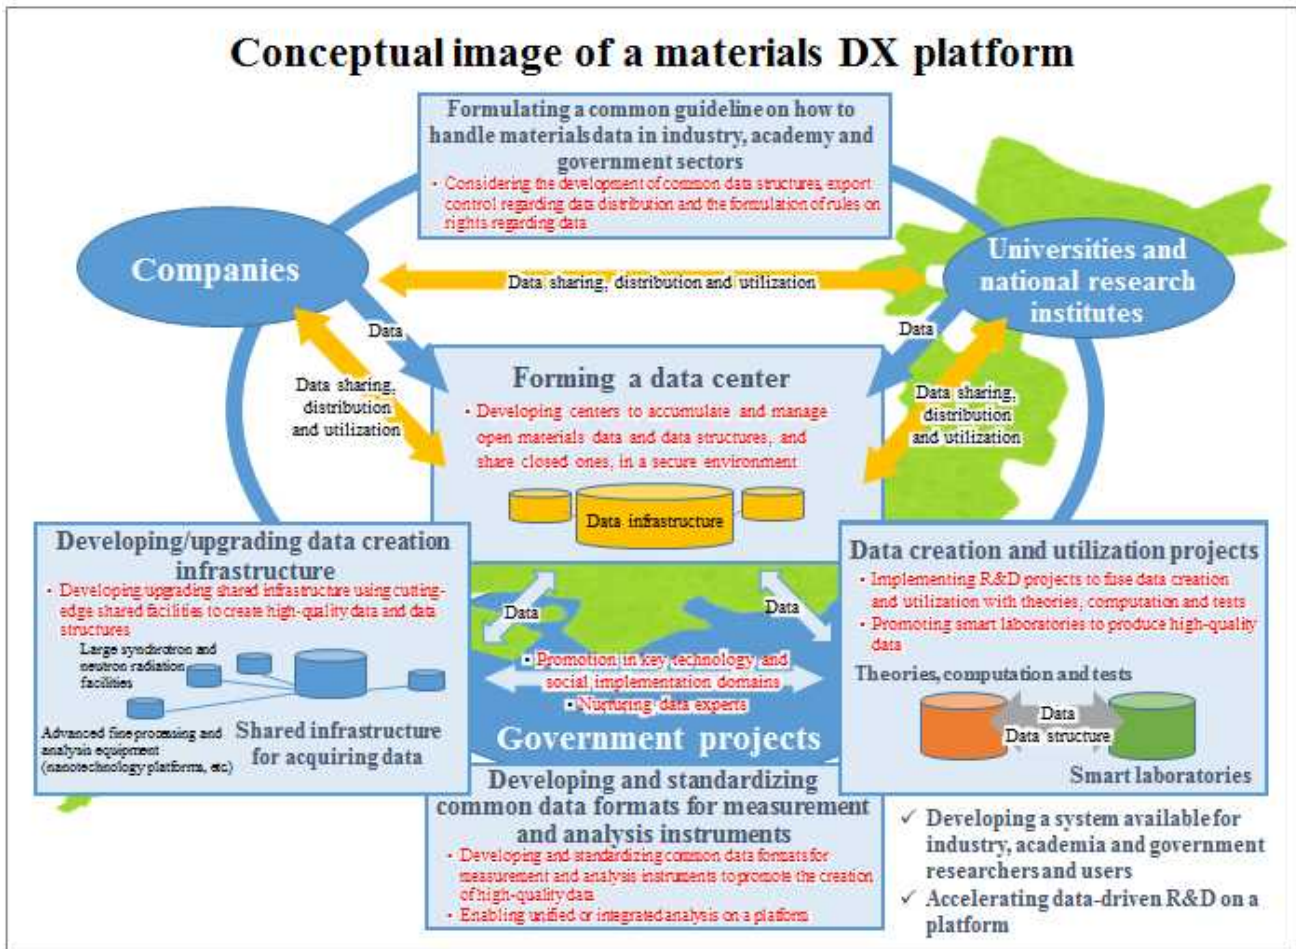 Conceptual image of a materials DX platform
Formulating a common guideline on how to
handle materials data in industry, academy and
government sectors
• Considering the development of common data structures, export
control regarding data distribution and the formulation of rules on
rights regarding data
Companies
Universities and
national research
institutes
Data sharing, distribution and utilization
Data
Data
Data sharing,
distribution
and utilization
Data sharing,
distribution
and utilization
Forming a data center
• Developing centers to accumulate and manage
open materials data and data structures, and
share closed ones, in a secure environment
Data infrastructure
Developing/upgrading data creation
infrastructure
• Developing upgrading shared infrastructure using cutting-
edge shared facilities to create high-quality data and data
structures
Large synchrotron and
neutron radiation
facilities
Advanced fine processing and
analysis equipment
(nanotechnology platforms, etc.)
Shared infrastructure
for acquiring data
Data
Data
• Promotion in key technology and
social implementation domains
• Nurturing data experts
Government projects
Data creation and utilization projects
• Implementing R&D projects to fuse data creation
and utilization with theories, computation and tests
• Promoting smart laboratories to produce high-quality
data
Theories, computation and tests
Data
Data structure
Smart laboratories
Developing and standardizing
common data formats for measurement
and analysis instruments
• Developing and standardizing common data formats for
measurement and analysis instruments to promote the creation
of high-quality data
• Enabling unified or integrated analysis on a platform
✓ Developing a system available for
industry, academia and government
researchers and users
✓ Accelerating data-driven R&D on a
platform